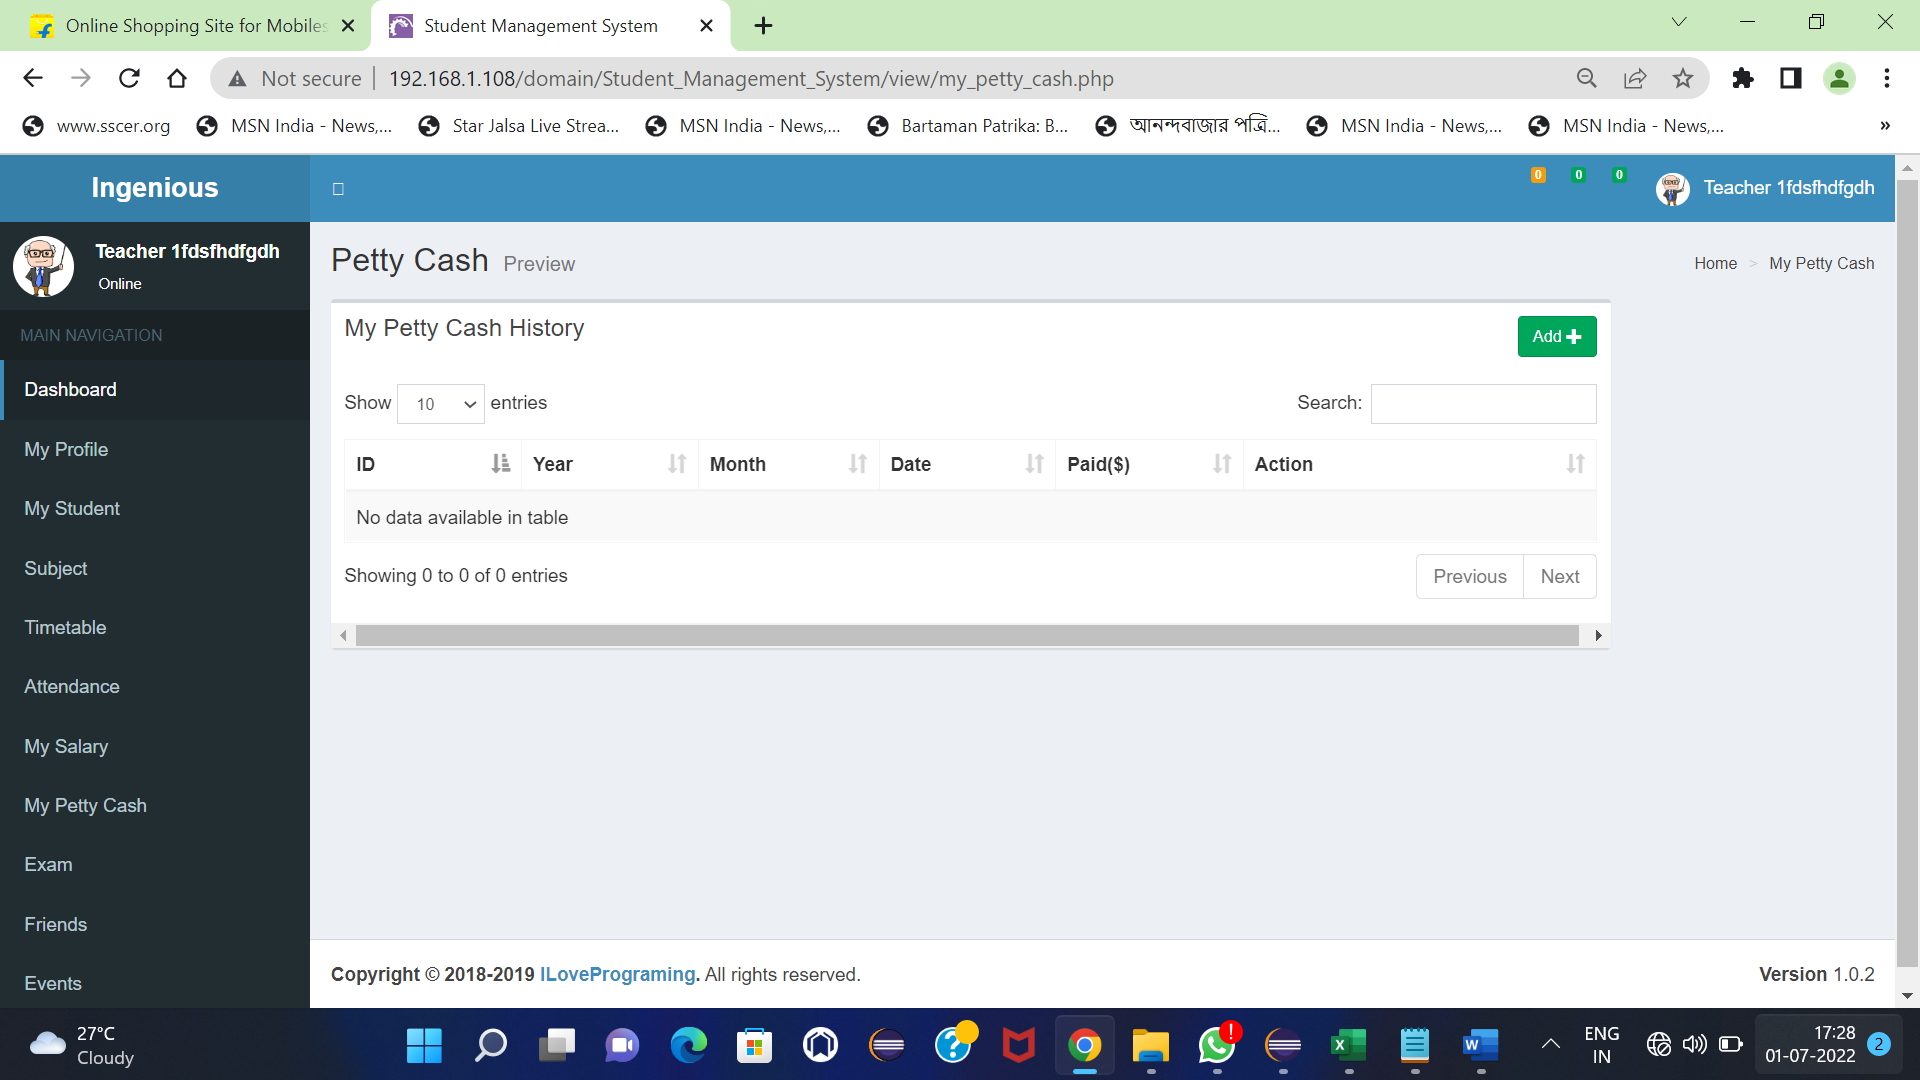 Online Shopping Site for Mobiles
Student Management System
Not secure
192.168.1.108/domain/Student_Management_System/view/my_petty_cash.php
www.sscer.org
MSN India - News,...
Star Jalsa Live Strea...
MSN India - News,...
Bartaman Patrika: B...
আনন্দবাজার পত্রি...
MSN India - News,...
MSN India - News,...
»
Ingenious
0 0 0
Teacher 1fdsfhdfgdh
Teacher 1fdsfhdfgdh
Online
MAIN NAVIGATION
Dashboard
My Profile
My Student
Subject
Timetable
Attendance
My Salary
My Petty Cash
Exam
Friends
Events
Petty Cash Preview
Home > My Petty Cash
My Petty Cash History
Add
Show 10 entries
Search:
ID Year Month Date Paid($) Action
No data available in table
Showing 0 to 0 of 0 entries
Previous Next
Copyright © 2018-2019 ILovePrograming. All rights reserved.
Version 1.0.2
27°C
Cloudy
ENG
IN
17:28
01-07-2022
2